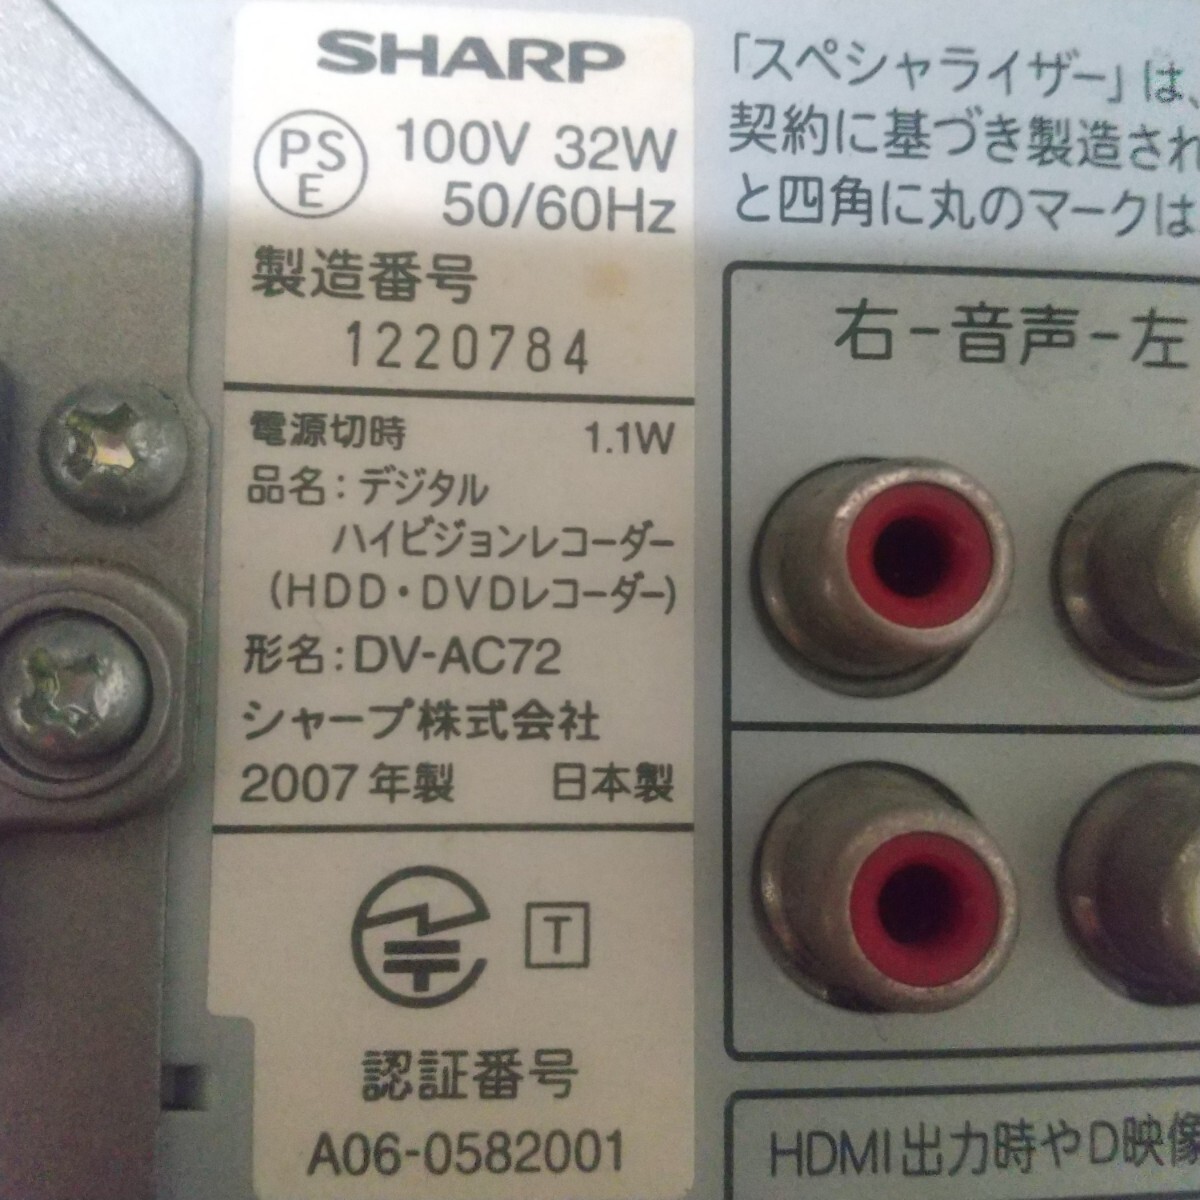 SHARP
PS
E
100V 32W
50/60Hz
製造番号
1220784
電源切時 1.1W
品名：デジタル
ハイビジョンレコーダー
(HDD・DVDレコーダー)
形名：DV-AC72
シャープ株式会社
2007年製 日本製
T
認証番号
A06-0582001
「スペシャライザー」は、
契約に基づき製造され
と四角に丸のマークは
右-音声-左
HDMI出力時やD映像